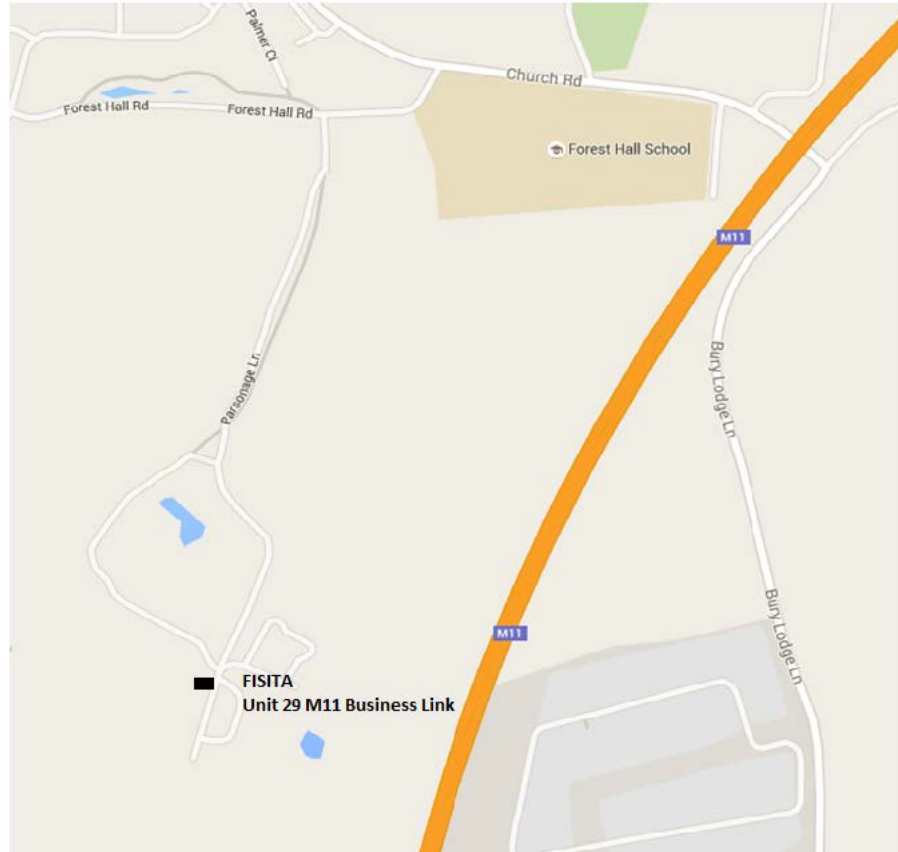 Palmer Cl
Church Rd
Forest Hall Rd
Forest Hall Rd
Forest Hall School
M11
Bury Lodge Ln
Parsonage Ln
Bury Lodge Ln
M11
FISITA
Unit 29 M11 Business Link